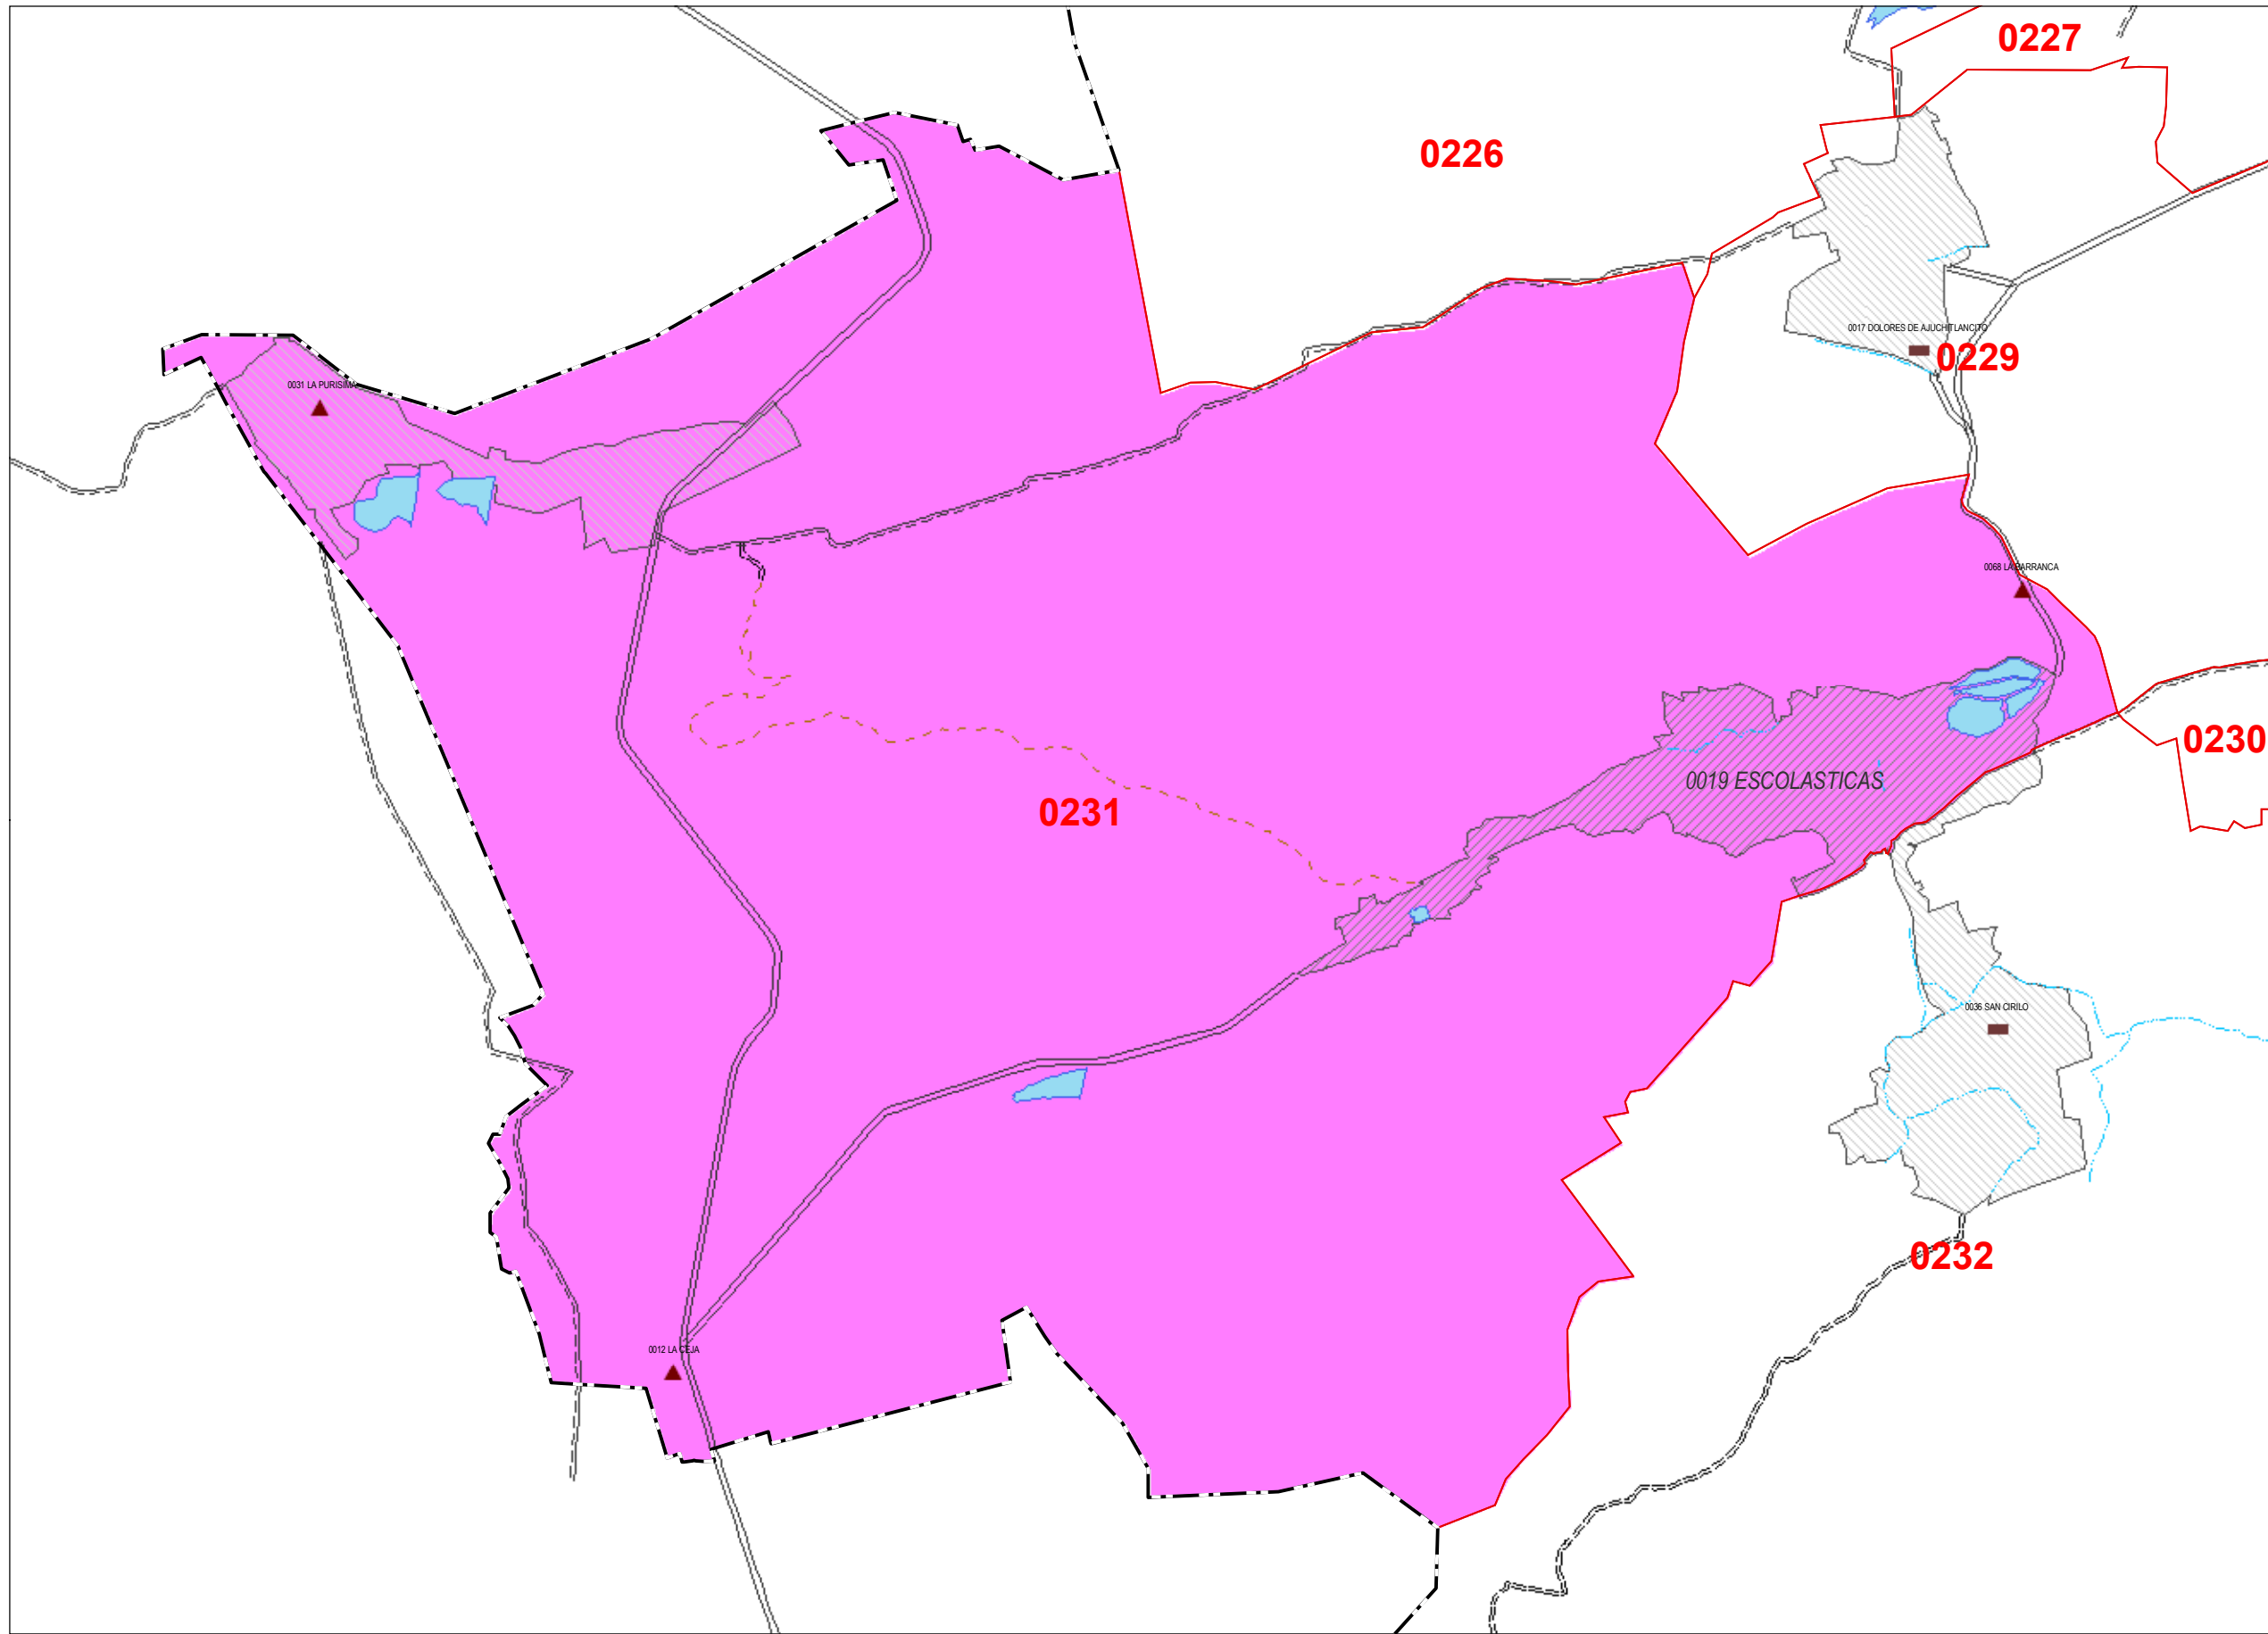 0227
0226
0017 DOLORES DE AJUCHITLANCITO
0229
0031 LA PURISIMA
0068 LA BARRANCA
0230
0019 ESCOLASTICAS
0231
0036 SAN CIRILO
0232
0012 LA CEJA